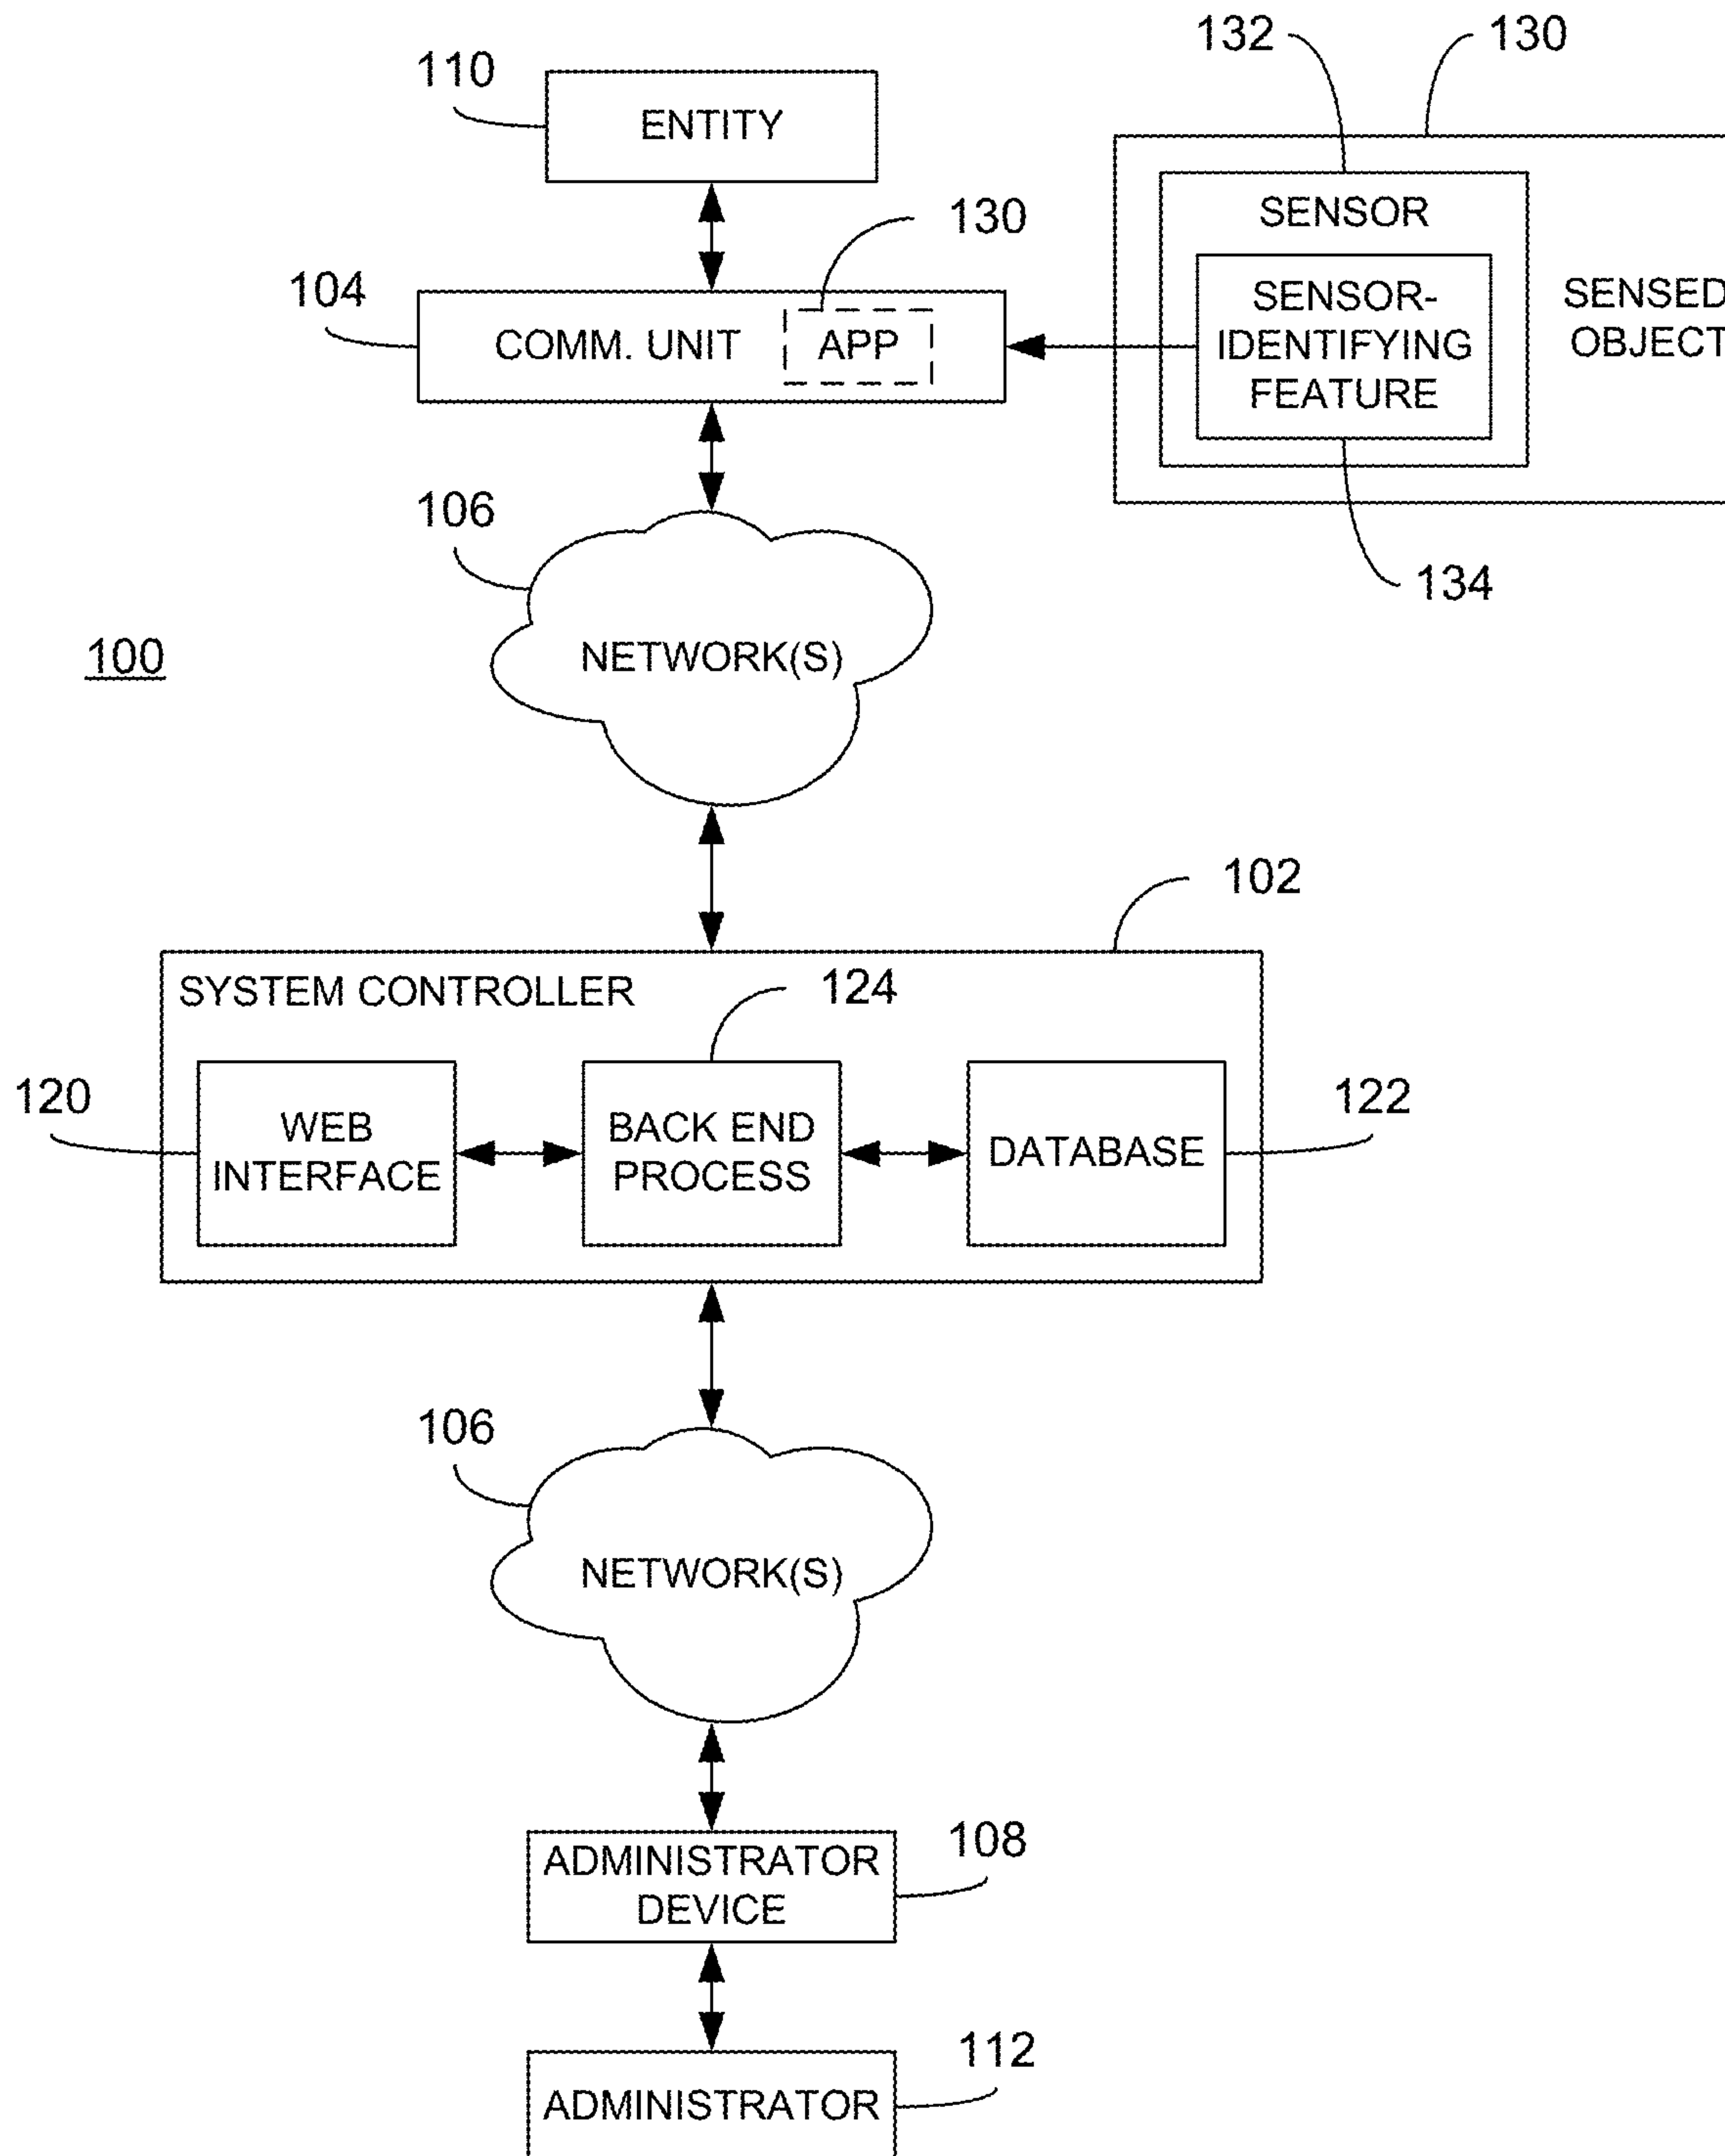 132
130
110
ENTITY
SENSOR
130
SENSOR-
IDENTIFYING
FEATURE
SENSED
OBJECT
104
COMM. UNIT
APP
106
134
NETWORK(S)
100
102
SYSTEM CONTROLLER
124
120
WEB
INTERFACE
BACK END
PROCESS
DATABASE
122
106
NETWORK(S)
108
ADMINISTRATOR
DEVICE
112
ADMINISTRATOR